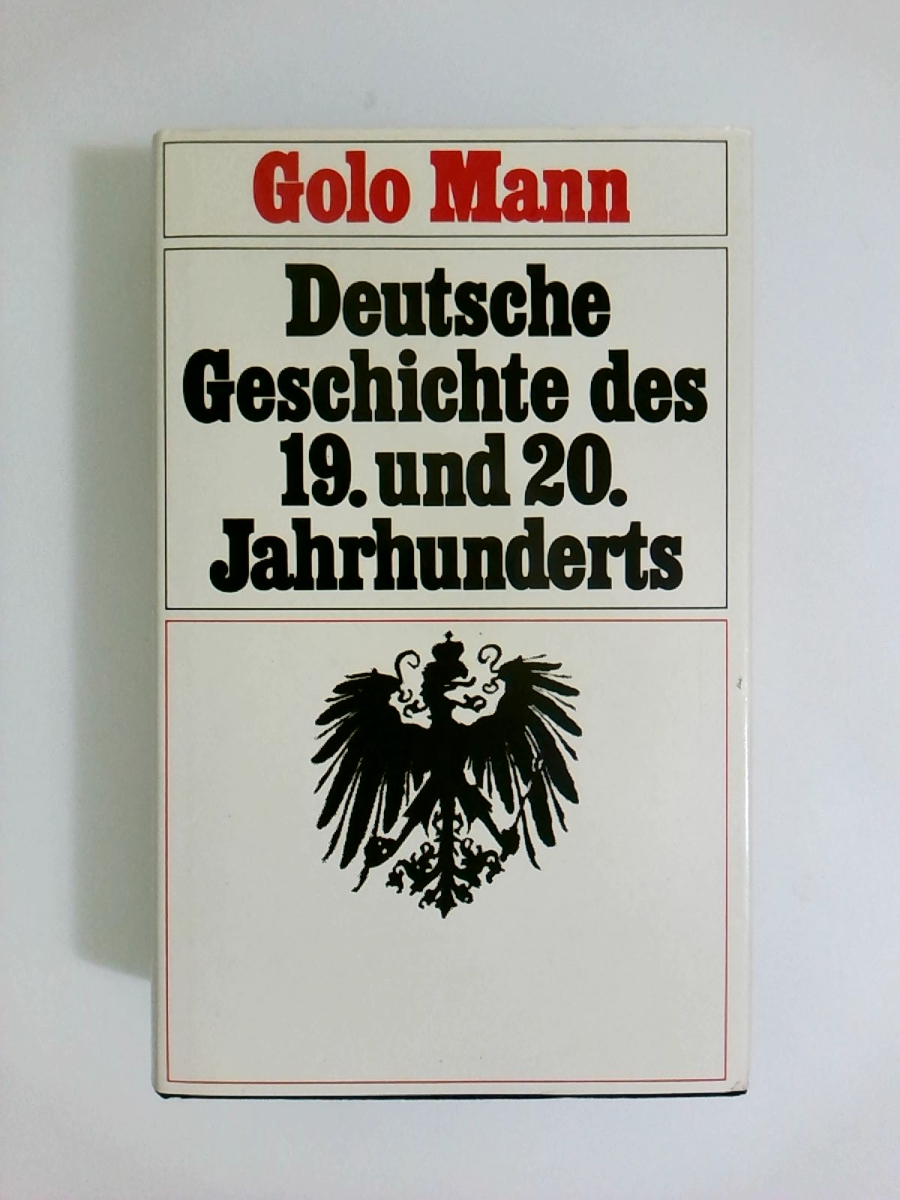 Golo Mann
Deutsche
Geschichte des
19. und 20.
Jahrhunderts